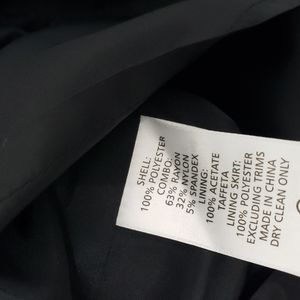 SHELL:
100% POLYESTER
COMBO:
63% RAYON
32% NYLON
5% SPANDEX
LINING:
100% ACETATE
TAFFETA
LINING SKIRT:
100% POLYESTER
EXCLUDING TRIMS
MADE IN CHINA
DRY CLEAN ONLY